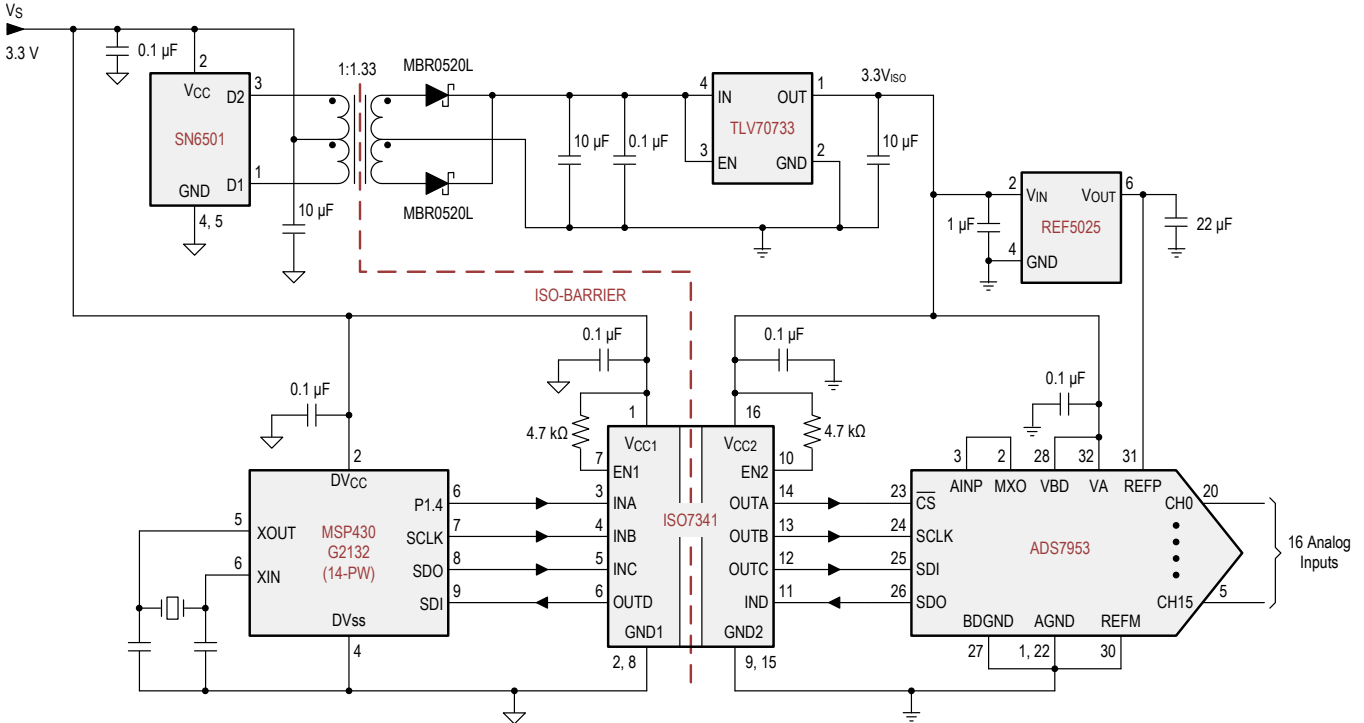 VS
3.3 V
0.1 µF
2
VCC
D2
3
SN6501
D1
1
GND
4, 5
10 µF
1:1.33
MBR0520L
MBR0520L
10 µF
0.1 µF
4
IN
OUT
1
TLV70733
3
EN
GND
2
3.3VISO
10 µF
2
VIN
VOUT
6
1 µF
REF5025
22 µF
4
GND
ISO-BARRIER
0.1 µF
0.1 µF
0.1 µF
0.1 µF
4.7 kΩ
4.7 kΩ
1
16
VCC1
VCC2
7
EN1
EN2
10
3
INA
OUTA
14
ISO7341
4
INB
OUTB
13
5
INC
OUTC
12
6
OUTD
IND
11
GND1
GND2
2, 8
9, 15
2
DVCC
5
XOUT
P1.4
6
MSP430
G2132
(14-PW)
SCLK
7
6
XIN
SDO
8
SDI
9
DVss
4
3
2
28
32
31
AINP
MXO
VBD
VA
REFP
23
CS
CH0
20
24
SCLK
ADS7953
25
SDI
26
SDO
CH15
5
16 Analog
Inputs
BDGND
AGND
REFM
27
1, 22
30